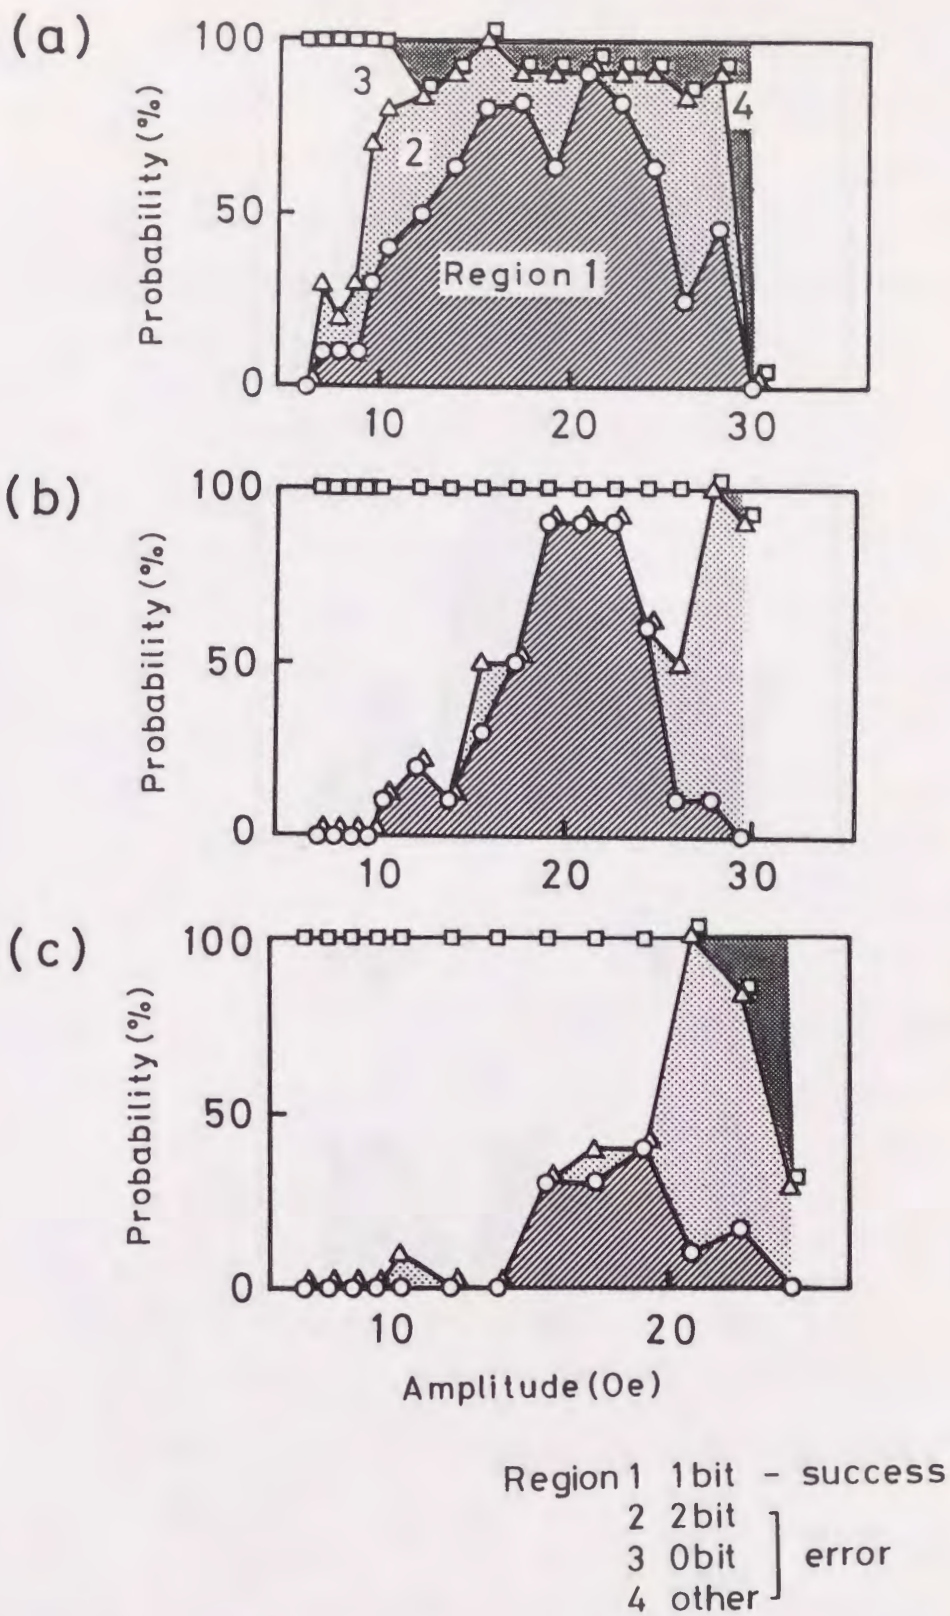 (a)
100
50
0
Probability (%)
3
2
4
Region 1
10 20 30
(b)
100
50
0
Probability (%)
10 20 30
(c)
100
50
0
Probability (%)
10 20
Amplitude (Oe)
Region 1 1bit - success
2 2bit
3 0bit
4 other
error